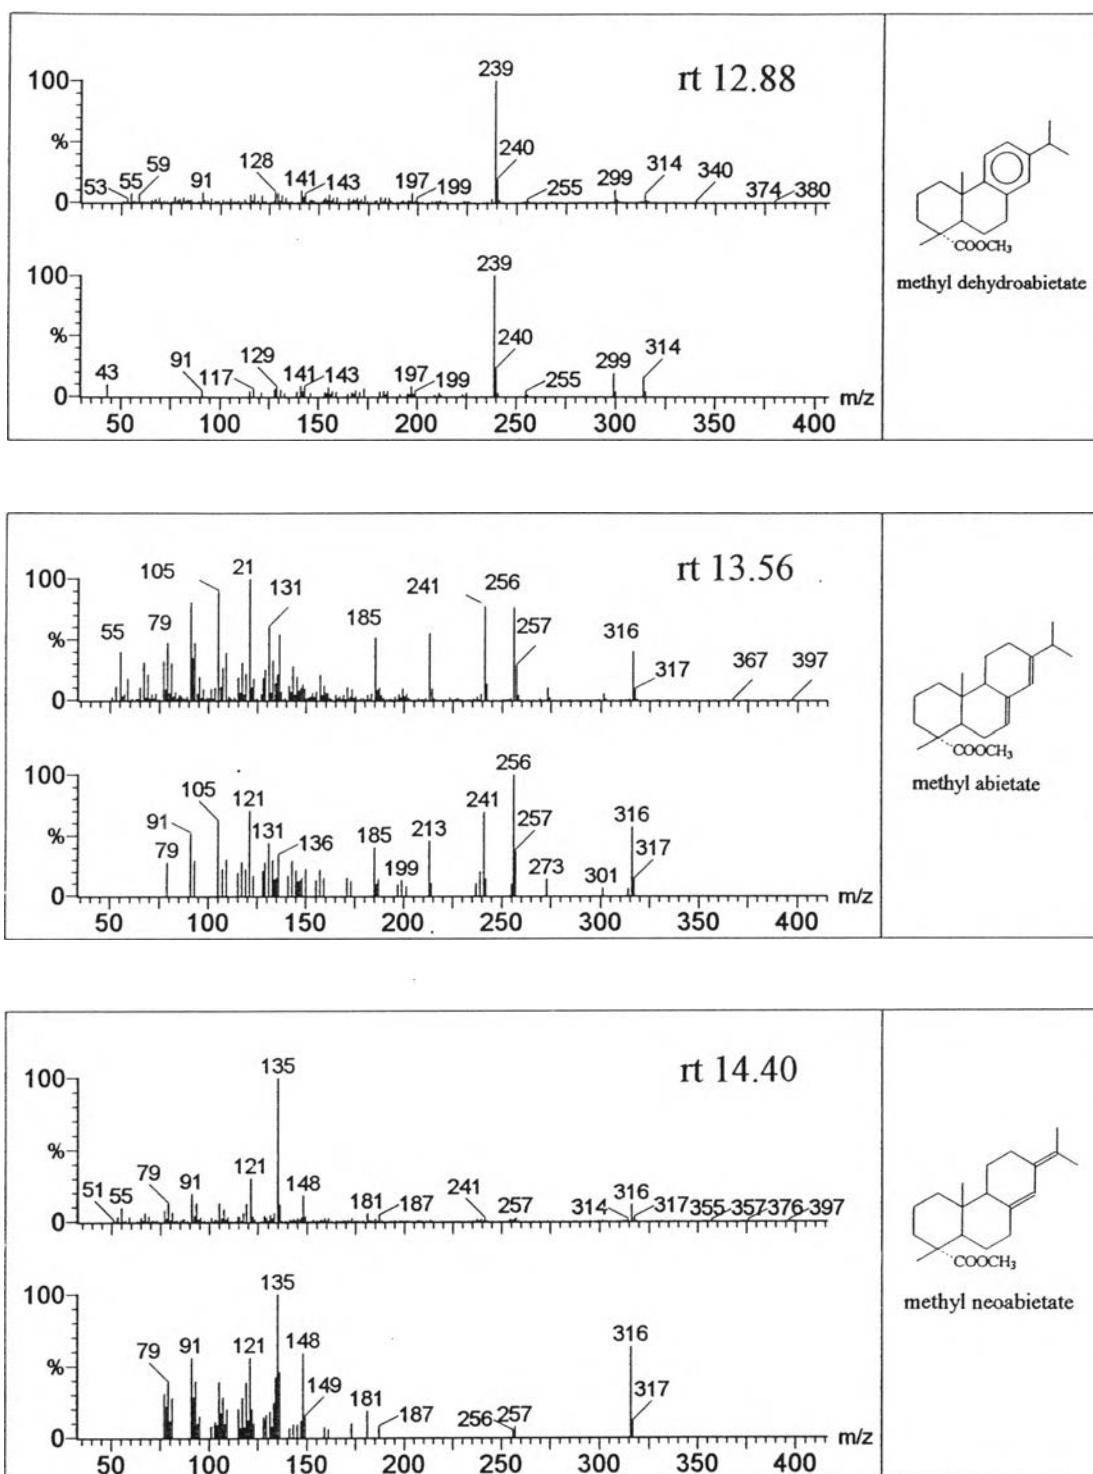 rt 12.88
100
%
0
53 55 59 91 128 141 143 197 199 239 240 255 299 314 340 374 380
100
%
0
43 91 117 129 141 143 197 199 239 240 255 299 314
m/z
50 100 150 200 250 300 350 400
COOCH₃
methyl dehydroabietate
rt 13.56
100
%
0
55 79 105 21 131 185 241 256 257 316 317 367 397
100
%
0
79 91 105 121 131 136 185 199 213 241 256 257 273 301 316 317
m/z
50 100 150 200 250 300 350 400
COOCH₃
methyl abietate
rt 14.40
100
%
0
51 55 79 91 121 135 148 181 187 241 257 314 316 317 355 357 376 397
100
%
0
79 91 121 135 148 149 181 187 256 257 316 317
m/z
50 100 150 200 250 300 350 400
COOCH₃
methyl neoabietate